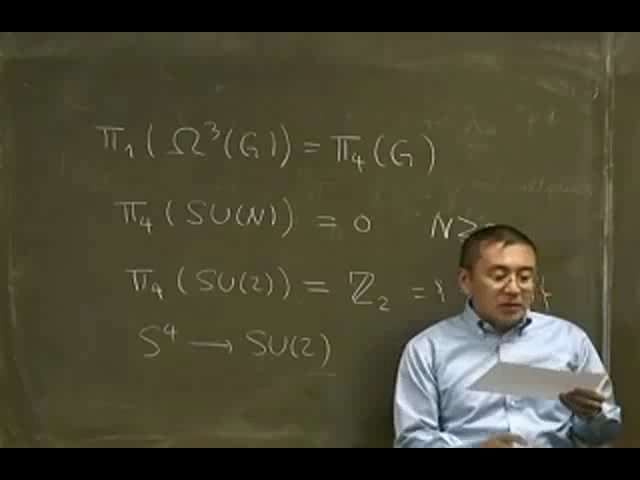 π₁(Ω³(G)) = π₄(G)
π₄(SU(N)) = 0 N≥
π₄(SU(2)) = ℤ₂ = {
S⁴ → SU(2)